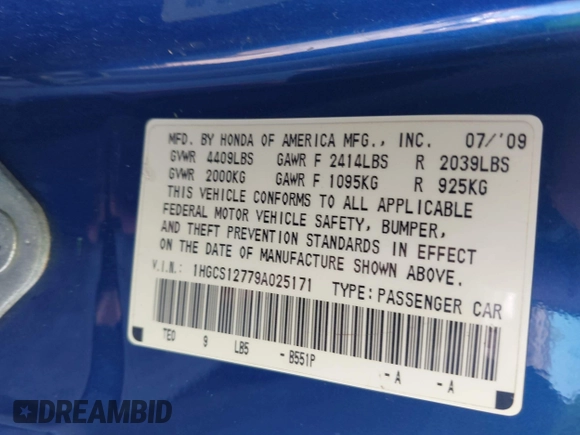 MFD. BY HONDA OF AMERICA MFG., INC. 07/'09
GVWR 4409LBS GAWR F 2414LBS R 2039LBS
GVWR 2000KG GAWR F 1095KG R 925KG
THIS VEHICLE CONFORMS TO ALL APPLICABLE
FEDERAL MOTOR VEHICLE SAFETY, BUMPER,
AND THEFT PREVENTION STANDARDS IN EFFECT
ON THE DATE OF MANUFACTURE SHOWN ABOVE.
V.I.N.: 1HGCS12779A025171 TYPE: PASSENGER CAR
TE0 9 LB5 - B551P - A - A
DREAMBID